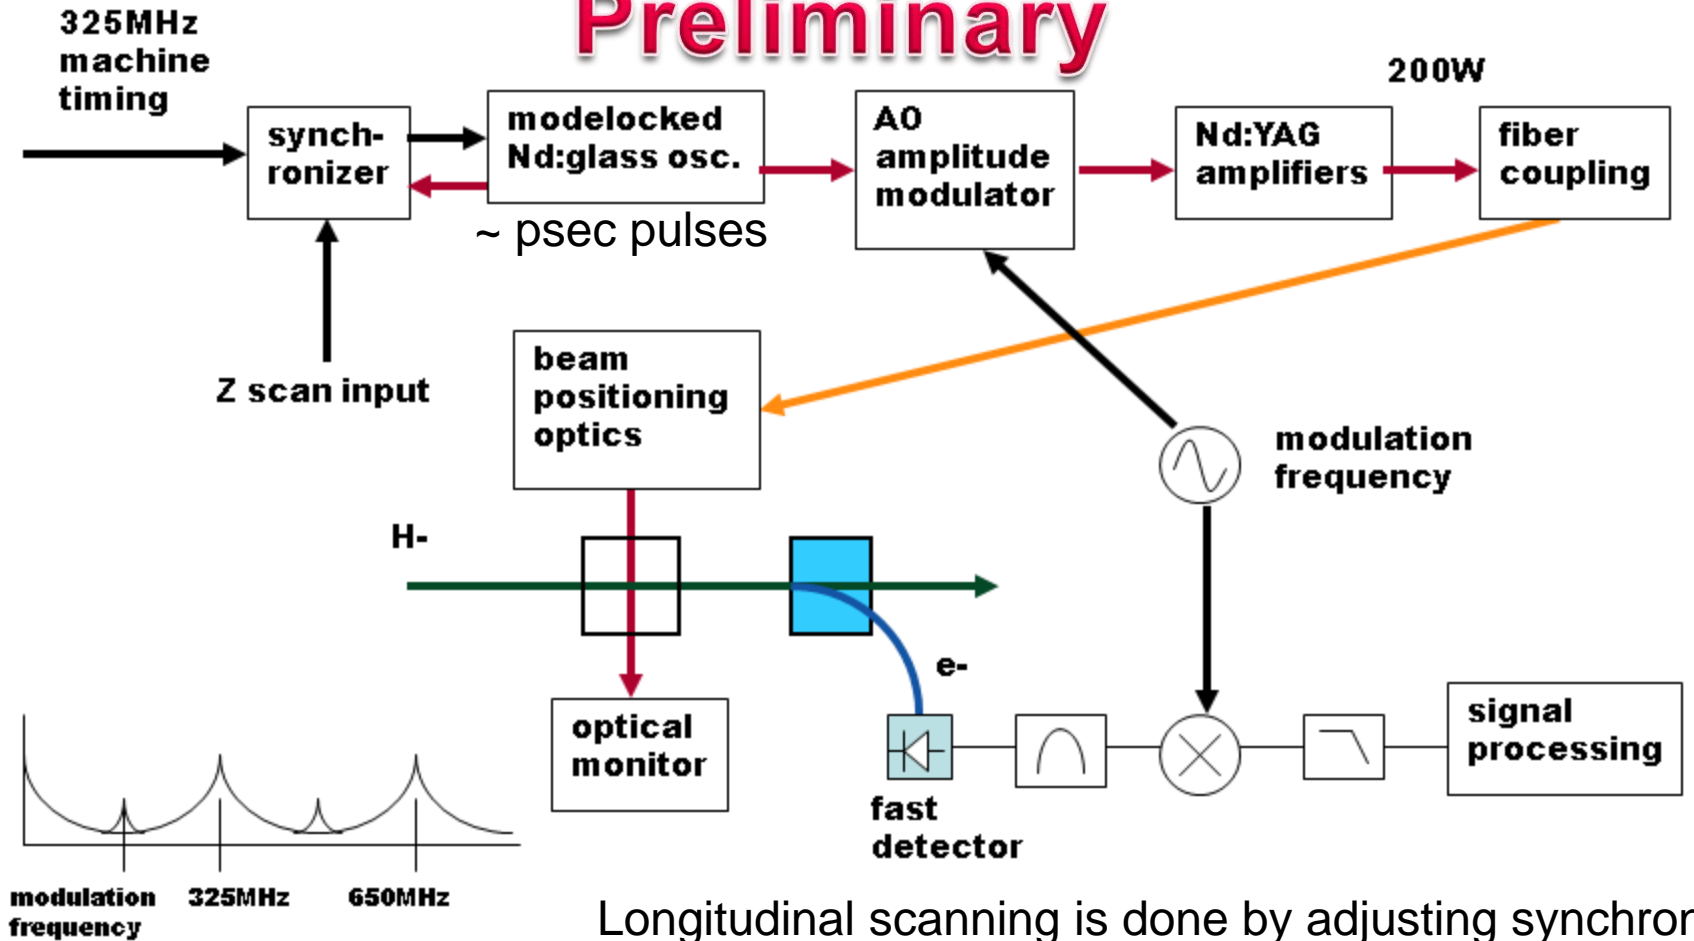 Preliminary
325MHz
machine
timing
200W
synch-
ronizer
modelocked
Nd:glass osc.
A0
amplitude
modulator
Nd:YAG
amplifiers
fiber
coupling
~ psec pulses
Z scan input
beam
positioning
optics
modulation
frequency
H-
e-
optical
monitor
signal
processing
fast
detector
modulation
frequency
325MHz
650MHz
Longitudinal scanning is done by adjusting synchron